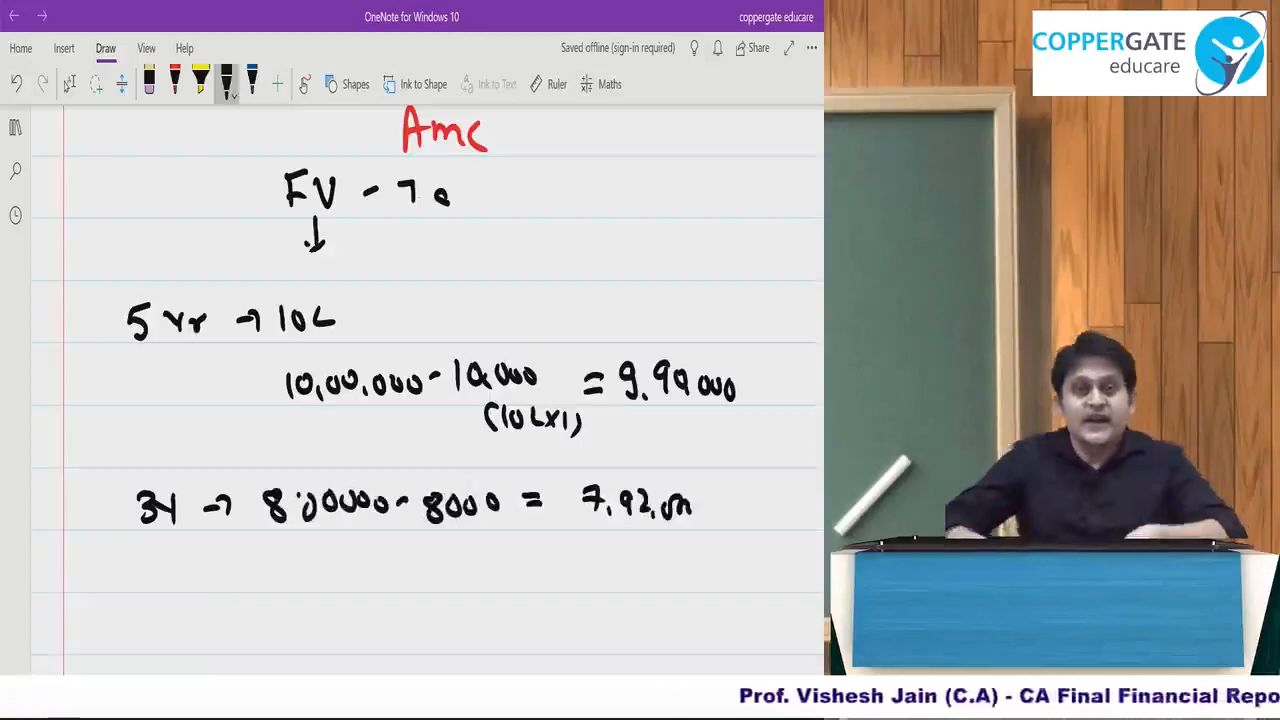 OneNote for Windows 10
coppergate educare
Home Insert Draw View Help
Saved offline (sign-in required) Share
Shapes Ink to Shape Ink to Text Ruler Maths
COPPERGATE
educare
Amc
FV -
5 Yr → 10L
10,00,000 - 10,000 = 9,90,000
(10L×1)
3Y → 8,00000 - 8000 = 7,92,
Prof. Vishesh Jain (C.A) - CA Final Financial Repo